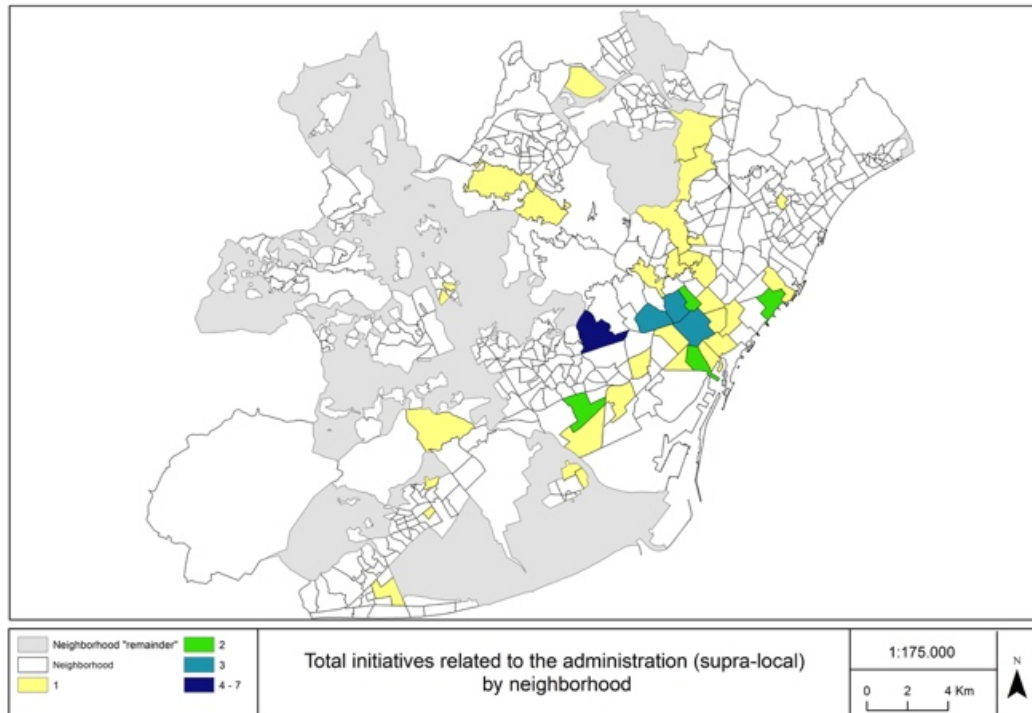 Neighborhood "remainder"
Neighborhood
1
2
3
4 - 7
Total initiatives related to the administration (supra-local)
by neighborhood
1:175.000
0 2 4 Km
N